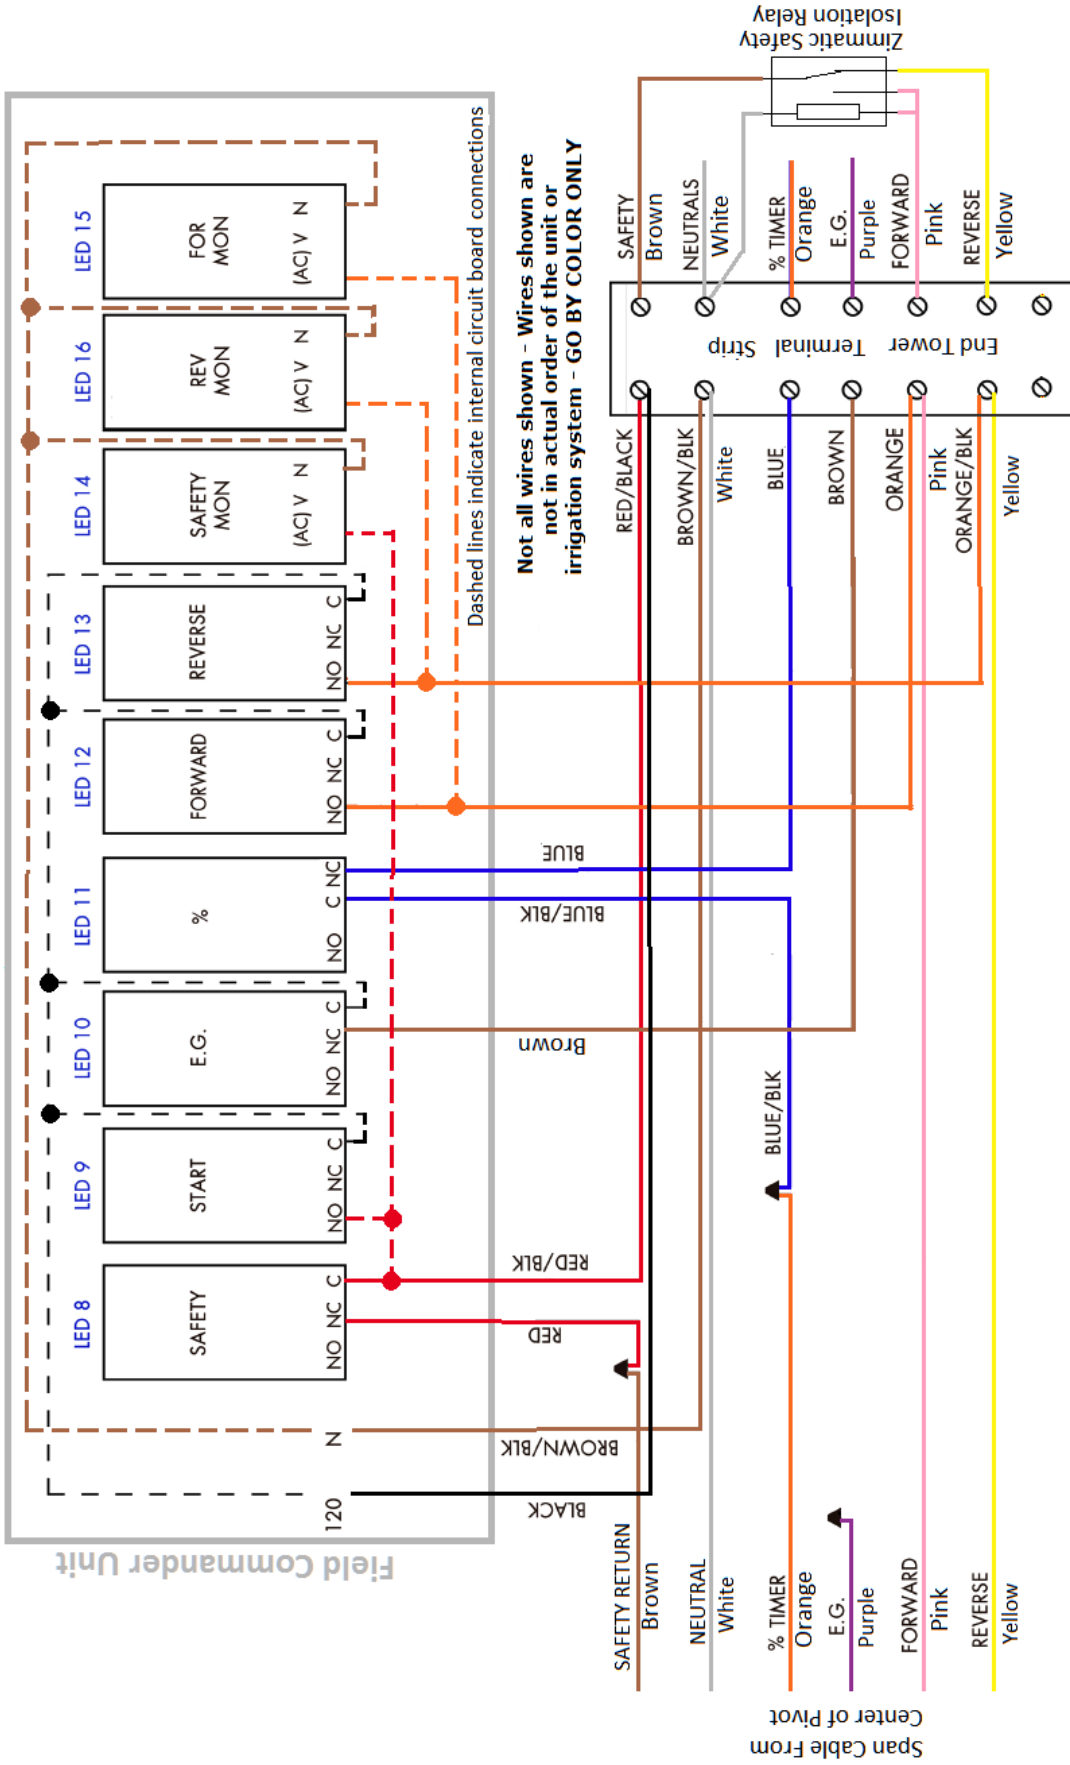 Field Commander Unit
120
N
LED 8
SAFETY
NO NC C
LED 9
START
NO NC C
LED 10
E.G.
NO NC C
LED 11
%
NO C NC
LED 12
FORWARD
NO NC C
LED 13
REVERSE
NO NC C
LED 14
SAFETY
MON
(AC) V N
LED 16
REV
MON
(AC) V N
LED 15
FOR
MON
(AC) V N
Dashed lines indicate internal circuit board connections
Not all wires shown - Wires shown are
not in actual order of the unit or
irrigation system - GO BY COLOR ONLY
BLACK
BROWN/BLK
RED
RED/BLK
Brown
BLUE/BLK
BLUE
BLUE/BLK
Span Cable From
Center of Pivot
SAFETY RETURN
Brown
NEUTRAL
White
% TIMER
Orange
E.G.
Purple
FORWARD
Pink
REVERSE
Yellow
RED/BLACK
BROWN/BK
White
BLUE
BROWN
ORANGE
Pink
ORANGE/BLK
Yellow
End Tower Terminal Strip
SAFETY
Brown
NEUTRALS
White
% TIMER
Orange
E.G.
Purple
FORWARD
Pink
REVERSE
Yellow
Zimmatic Safety
Isolation Relay